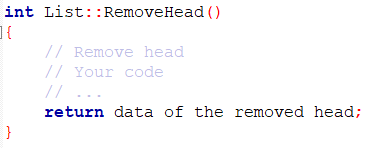 int List::RemoveHead()
{
// Remove head
// Your code
// ...
return data of the removed head;
}